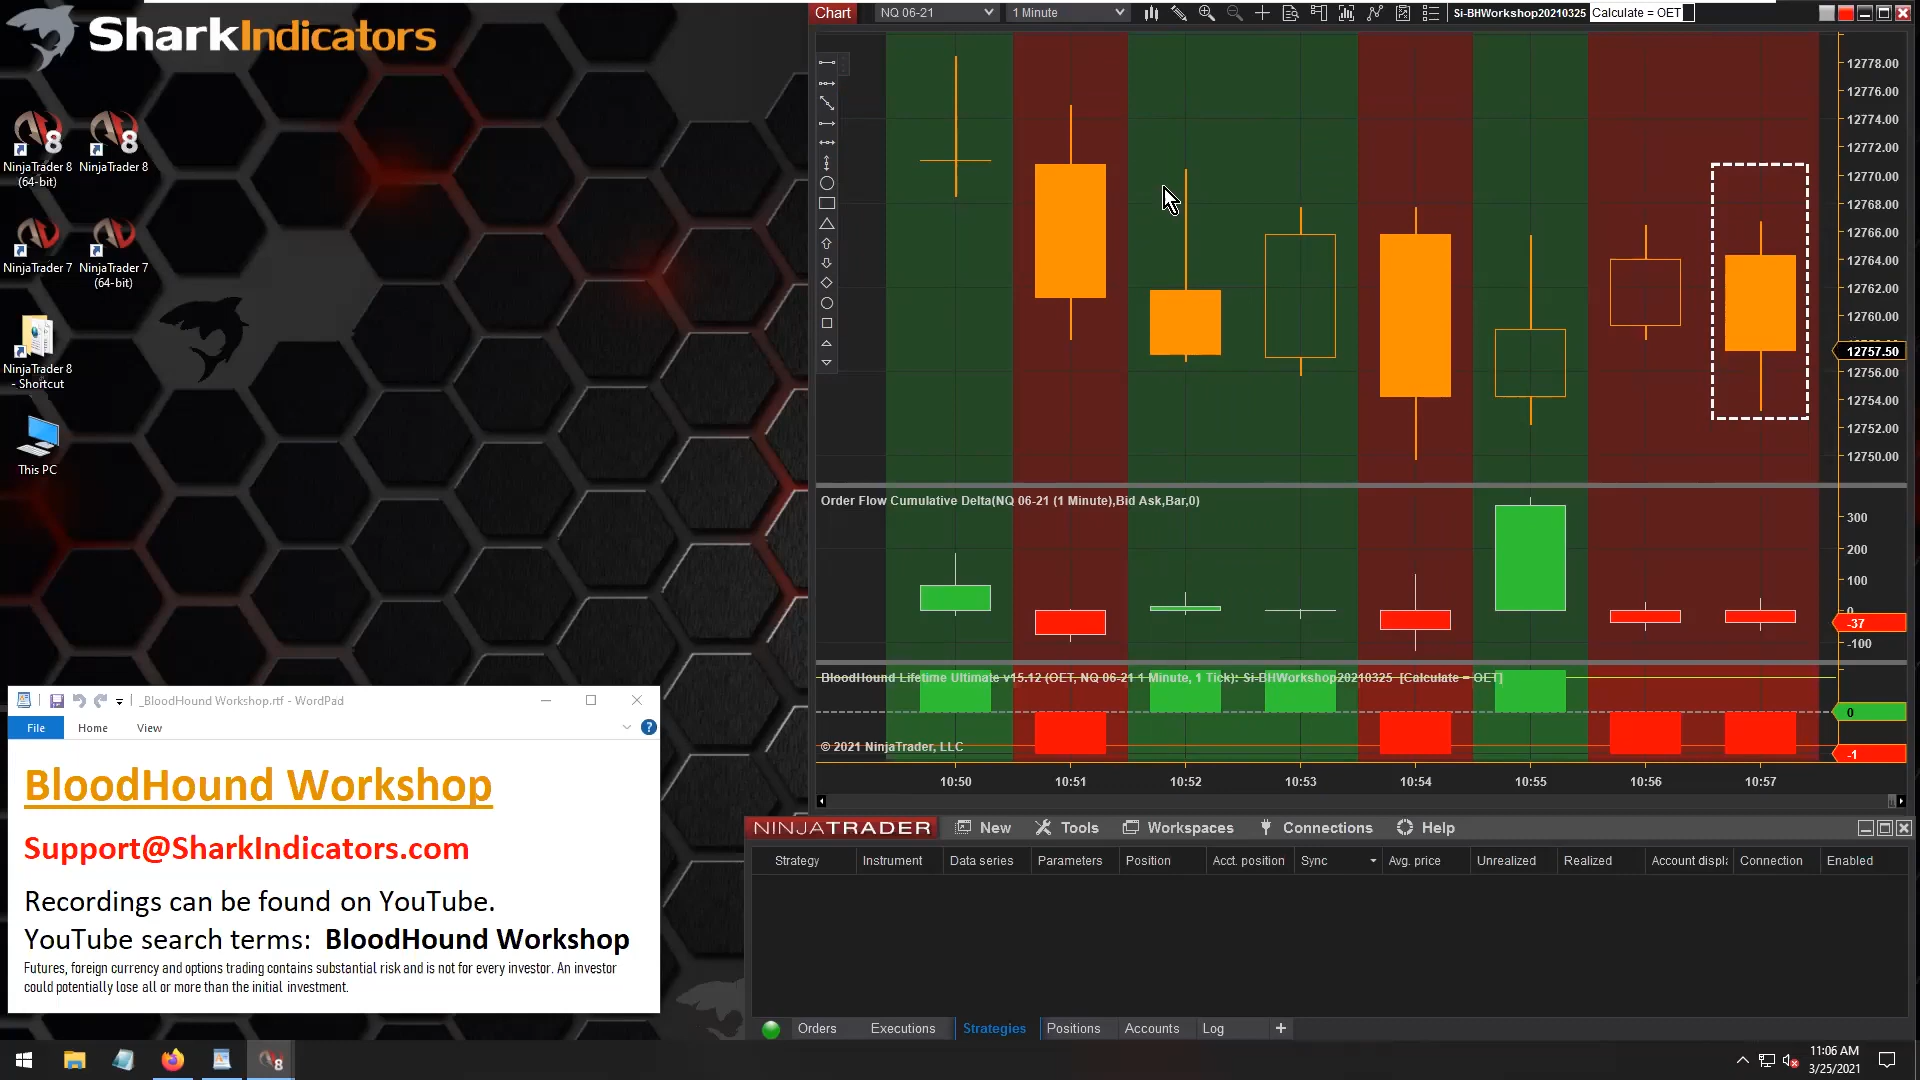 SharkIndicators
NinjaTrader 8 (64-bit)
NinjaTrader 8
NinjaTrader 7
NinjaTrader 7 (64-bit)
NinjaTrader 8 - Shortcut
This PC
_BloodHound Workshop.rtf - WordPad
File Home View
BloodHound Workshop
Support@SharkIndicators.com
Recordings can be found on YouTube.
YouTube search terms: BloodHound Workshop
Futures, foreign currency and options trading contains substantial risk and is not for every investor. An investor
could potentially lose all or more than the initial investment.
Chart NQ 06-21 1 Minute Si-BHWorkshop20210325 Calculate = OET
12778.00
12776.00
12774.00
12772.00
12770.00
12768.00
12766.00
12764.00
12762.00
12760.00
12757.50
12756.00
12754.00
12752.00
12750.00
Order Flow Cumulative Delta(NQ 06-21 (1 Minute),Bid Ask,Bar,0)
300
200
100
0
-37
-100
BloodHound Lifetime Ultimate v15.12 (OET, NQ 06-21 1 Minute, 1 Tick): Si-BHWorkshop20210325 [Calculate = OET]
0
© 2021 NinjaTrader, LLC
-1
10:50 10:51 10:52 10:53 10:54 10:55 10:56 10:57
NINJATRADER New Tools Workspaces Connections Help
Strategy Instrument Data series Parameters Position Acct. position Sync Avg. price Unrealized Realized Account displ Connection Enabled
Orders Executions Strategies Positions Accounts Log +
11:06 AM
3/25/2021